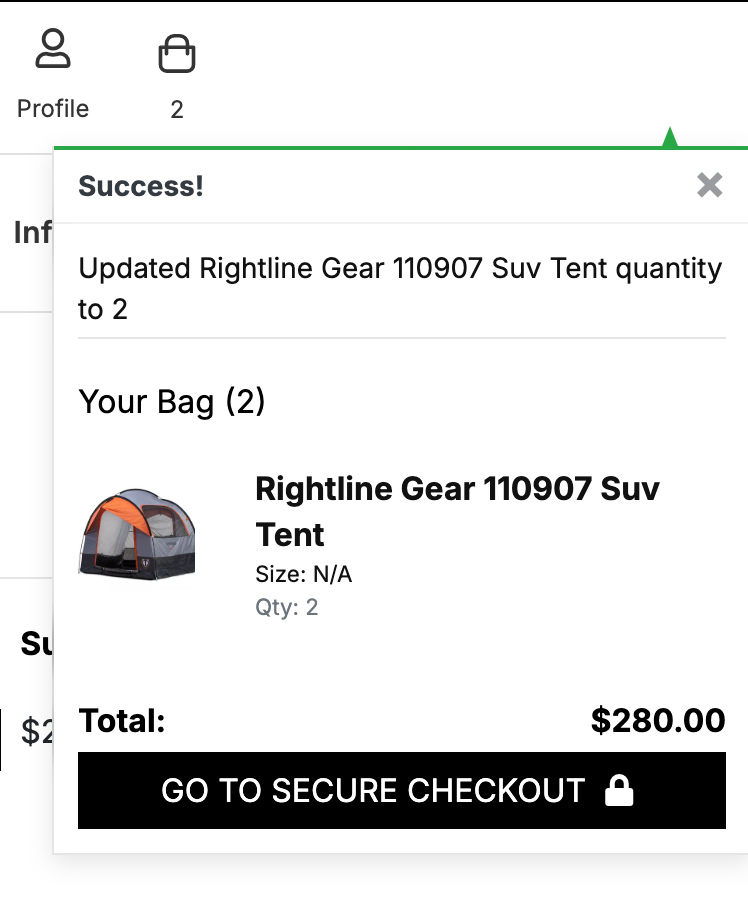 Profile
2
Success!
Inf
Updated Rightline Gear 110907 Suv Tent quantity
to 2
Your Bag (2)
Rightline Gear 110907 Suv
Tent
Size: N/A
Qty: 2
Su
Total: $280.00
$2
GO TO SECURE CHECKOUT